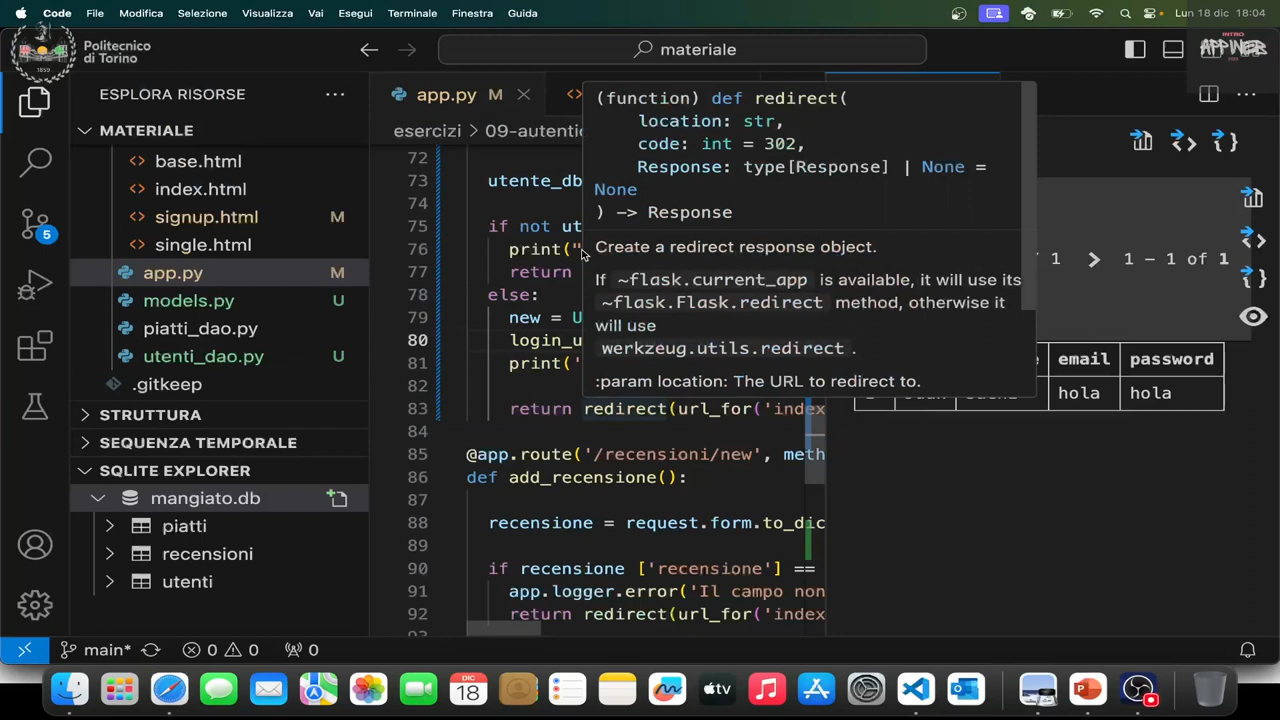 Code File Modifica Selezione Visualizza Vai Esegui Terminale Finestra Guida Lun 18 dic 18:04
Politecnico
di Torino
1859
materiale
INTRO
APPIWEB
ESPLORA RISORSE
MATERIALE
base.html
index.html
signup.html M
single.html
app.py M
models.py U
piatti_dao.py
utenti_dao.py U
.gitkeep
STRUTTURA
SEQUENZA TEMPORALE
SQLITE EXPLORER
mangiato.db
piatti
recensioni
utenti
5
app.py M
esercizi 09-autentic
72
73 utente_db
74
75 if not ut
76 print("
77 return
78 else:
79 new = U
80 login_u
81 print('
82
83 return redirect(url_for('index
84
85 @app.route('/recensioni/new', meth
86 def add_recensione():
87
88 recensione = request.form.to_dic
89
90 if recensione ['recensione'] ==
91 app.logger.error('Il campo non
92 return redirect(url_for('index
(function) def redirect(
location: str,
code: int = 302,
Response: type[Response] | None =
None
) -> Response
Create a redirect response object.
If ~flask.current_app is available, it will use its
~flask.Flask.redirect method, otherwise it
will use
werkzeug.utils.redirect .
:param location: The URL to redirect to.
/ 1 1 - 1 of 1
email password
hola hola
main* 0 0 0
DIC
18
tv